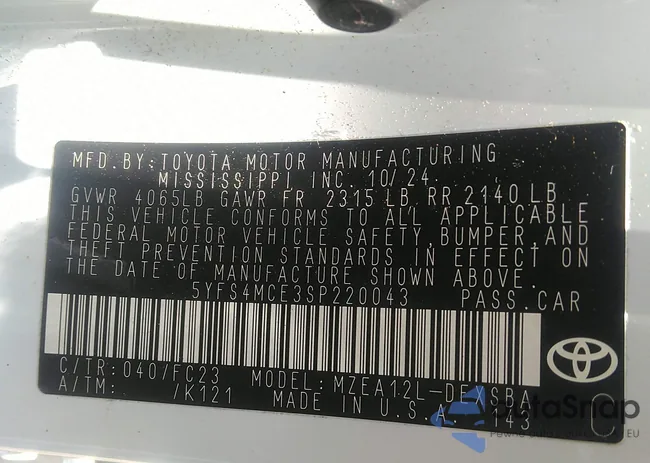 MFD.BY:TOYOTA MOTOR MANUFACTURING
MISSISSIPPI INC. 10/24
GVWR 4065LB GAWR FR 2315 LB RR 2140 LB
THIS VEHICLE CONFORMS TO ALL APPLICABLE
FEDERAL MOTOR VEHICLE SAFETY,BUMPER,AND
THEFT PREVENTION STANDARDS IN EFFECT ON
THE DATE OF MANUFACTURE SHOWN ABOVE.
5YFS4MCE3SP220043 PASS.CAR
C/TR:040/FC23 MODEL:MZEA12L-DEXSBA
A/TM: /K121 MADE IN U.S.A. 143
C
AutaSnap